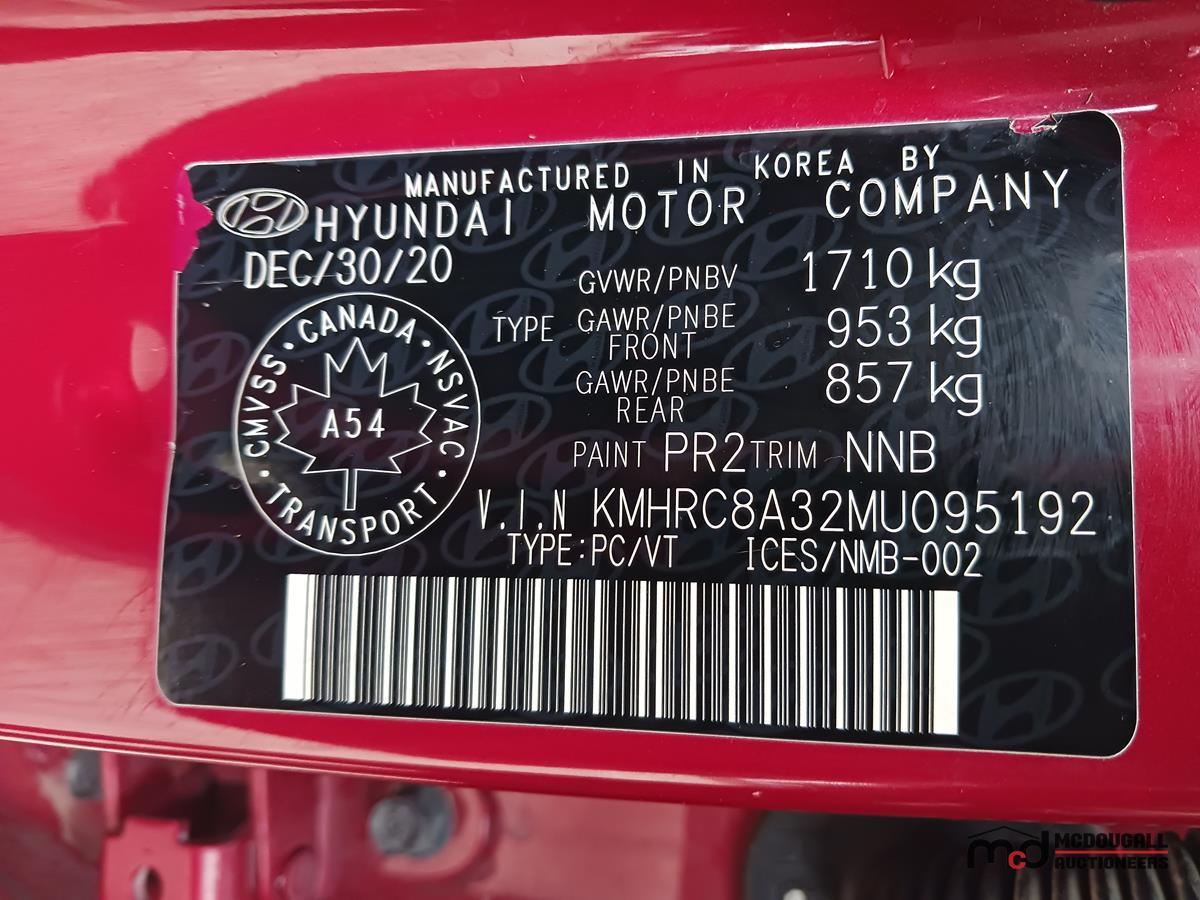 MANUFACTURED IN KOREA BY
HYUNDAI MOTOR COMPANY
DEC/30/20
GVWR/PNBV 1710 kg
TYPE GAWR/PNBE FRONT 953 kg
GAWR/PNBE REAR 857 kg
PAINT PR2 TRIM NNB
V.I.N KMHRC8A32MU095192
TYPE:PC/VT ICES/NMB-002
CMVSS · CANADA · NSVAC
A54
· TRANSPORT ·
mcd MCDOUGALL
AUCTIONEERS